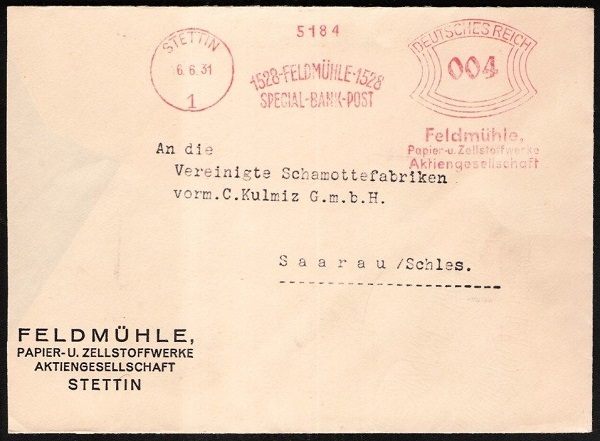 STETTIN
6.6.31
1
5184
1528-FELDMÜHLE-1528
SPECIAL-BANK-POST
DEUTSCHES REICH
004
Feldmühle,
Papier-u. Zellstoffwerke
Aktiengesellschaft
An die
Vereinigte Schamottefabriken
vorm.C.Kulmiz G.m.b.H.
Saarau/Schles.
FELDMÜHLE,
PAPIER- U. ZELLSTOFFWERKE
AKTIENGESELLSCHAFT
STETTIN